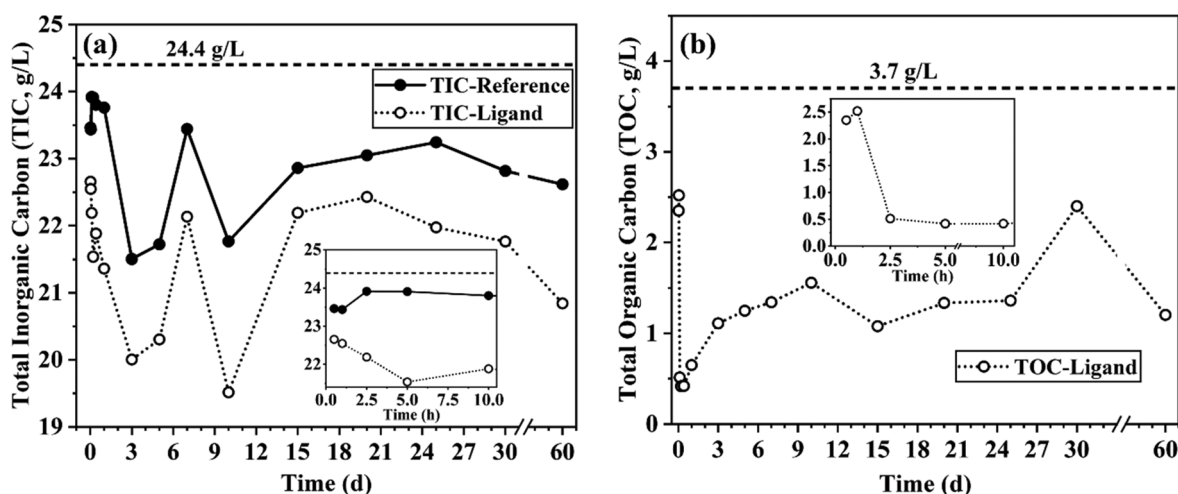 (a)
24.4 g/L
TIC-Reference
TIC-Ligand
Total Inorganic Carbon (TIC, g/L)
25
24
23
22
21
20
19
0 3 6 9 12 15 18 21 24 27 30 60
Time (d)
25
24
23
22
0.0 2.5 5.0 7.5 10.0
Time (h)
(b)
3.7 g/L
TOC-Ligand
Total Organic Carbon (TOC, g/L)
4
3
2
1
0
0 3 6 9 12 15 18 21 24 27 30 60
Time (d)
2.5
2.0
1.5
1.0
0.5
0.0
0.0 2.5 5.0 10.0
Time (h)